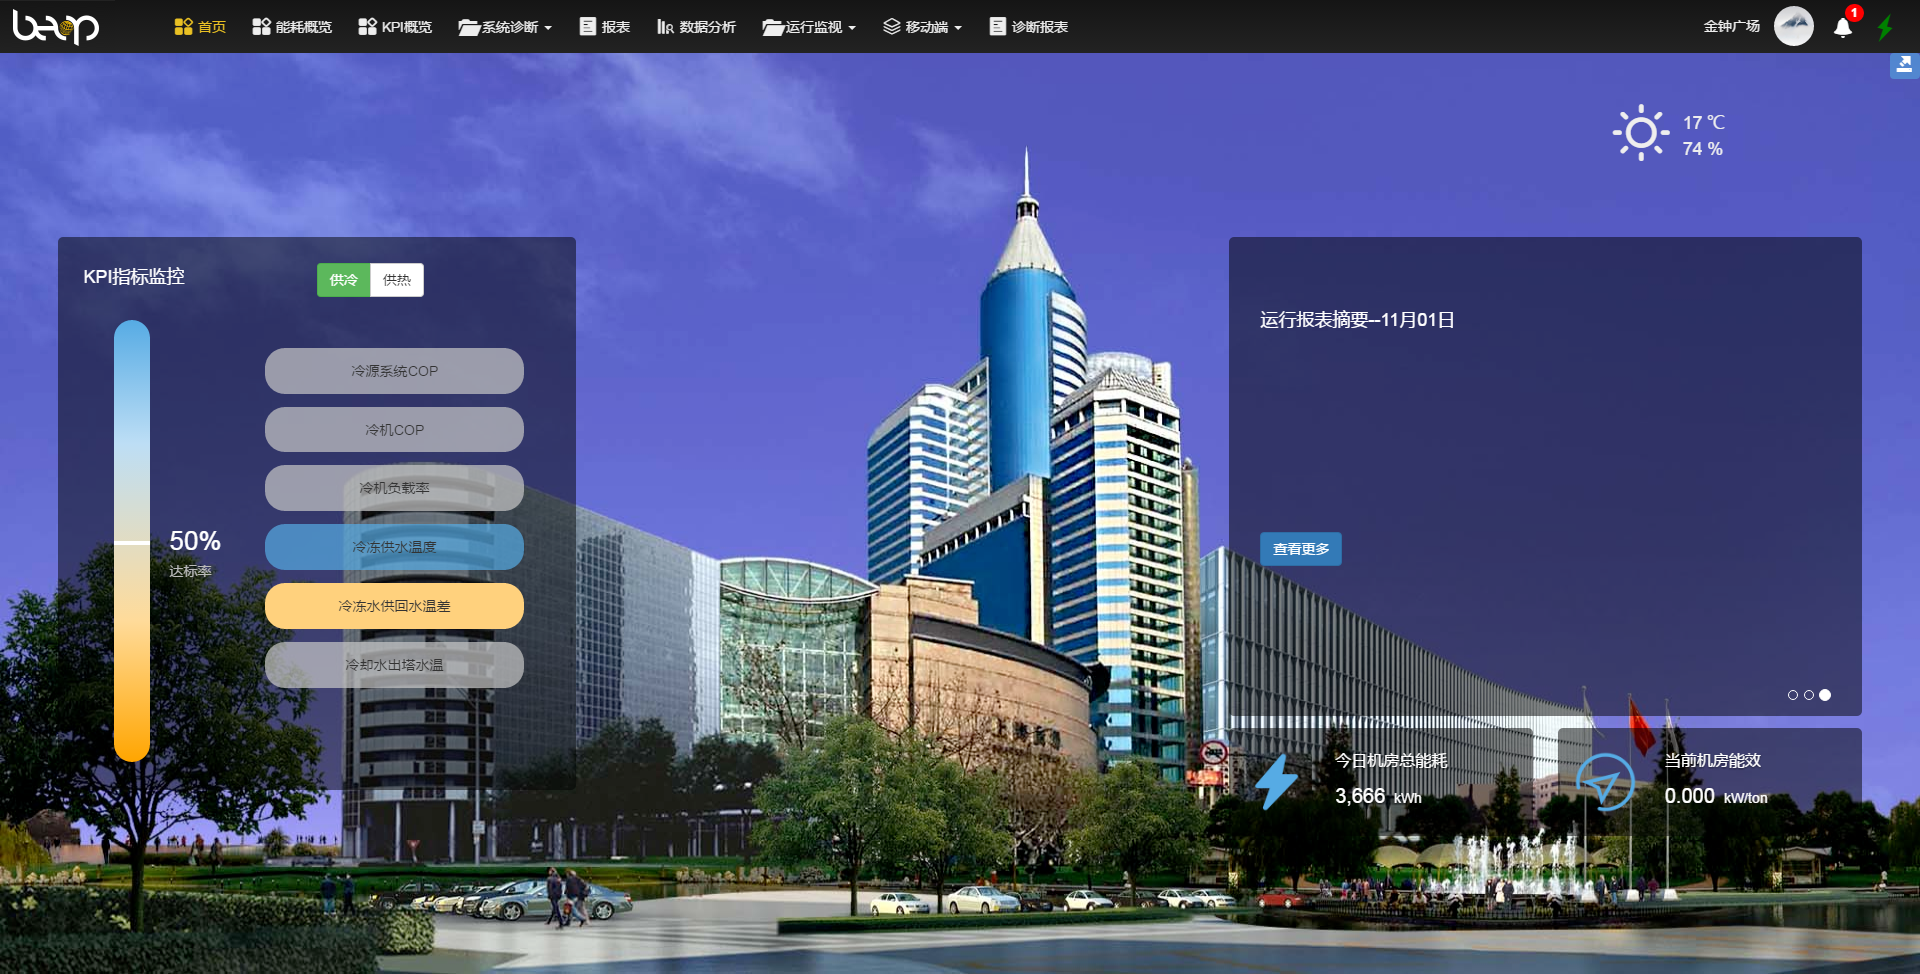 beop
首页 能耗概览 KPI概览 系统诊断 报表 数据分析 运行监视 移动端 诊断报表 金钟广场 1
17 ℃
74 %
KPI指标监控 供冷 供热
运行报表摘要--11月01日
冷源系统COP
冷机COP
冷机负载率
50%
达标率
冷冻供水温度
查看更多
冷冻水供回水温差
冷却水出塔水温
今日机房总能耗
3,666 kWh
当前机房能效
0.000 kW/ton